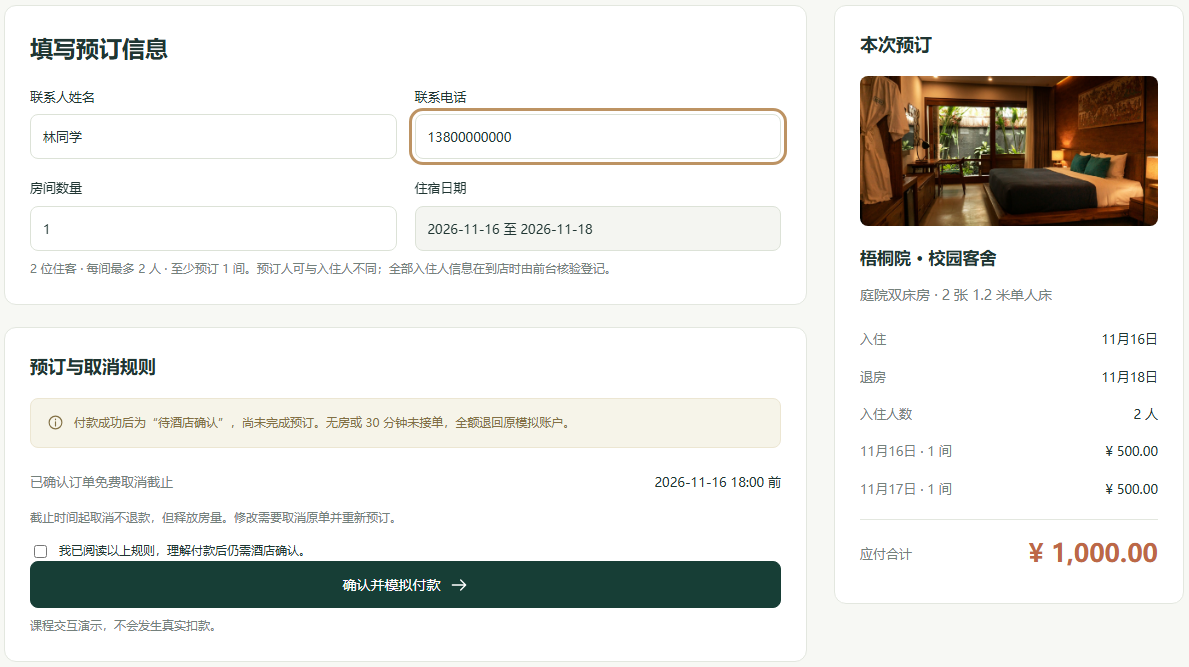 填写预订信息
联系人姓名
联系电话
林同学
13800000000
房间数量
住宿日期
1
2026-11-16 至 2026-11-18
2 位住客 · 每间最多 2 人 · 至少预订 1 间。预订人可与入住人不同；全部入住人信息在到店时由前台核验登记。
预订与取消规则
付款成功后为“待酒店确认”，尚未完成预订。无房或 30 分钟未接单，全额退回原模拟账户。
已确认订单免费取消截止
2026-11-16 18:00 前
截止时间起取消不退款，但释放房量。修改需要取消原单并重新预订。
我已阅读以上规则，理解付款后仍需酒店确认。
确认并模拟付款 →
课程交互演示，不会发生真实扣款。
本次预订
梧桐院 · 校园客舍
庭院双床房 · 2 张 1.2 米单人床
入住
11月16日
退房
11月18日
入住人数
2 人
11月16日 · 1 间
¥ 500.00
11月17日 · 1 间
¥ 500.00
应付合计
¥ 1,000.00